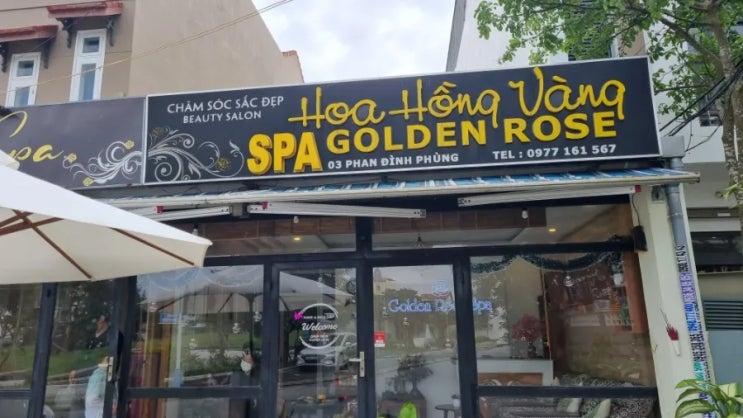 Spa
CHĂM SÓC SẮC ĐẸP
BEAUTY SALON
Hoa Hồng Vàng
SPA GOLDEN ROSE
03 PHAN ĐÌNH PHÙNG TEL : 0977 161 567
Golden Rose Spa
Welcome